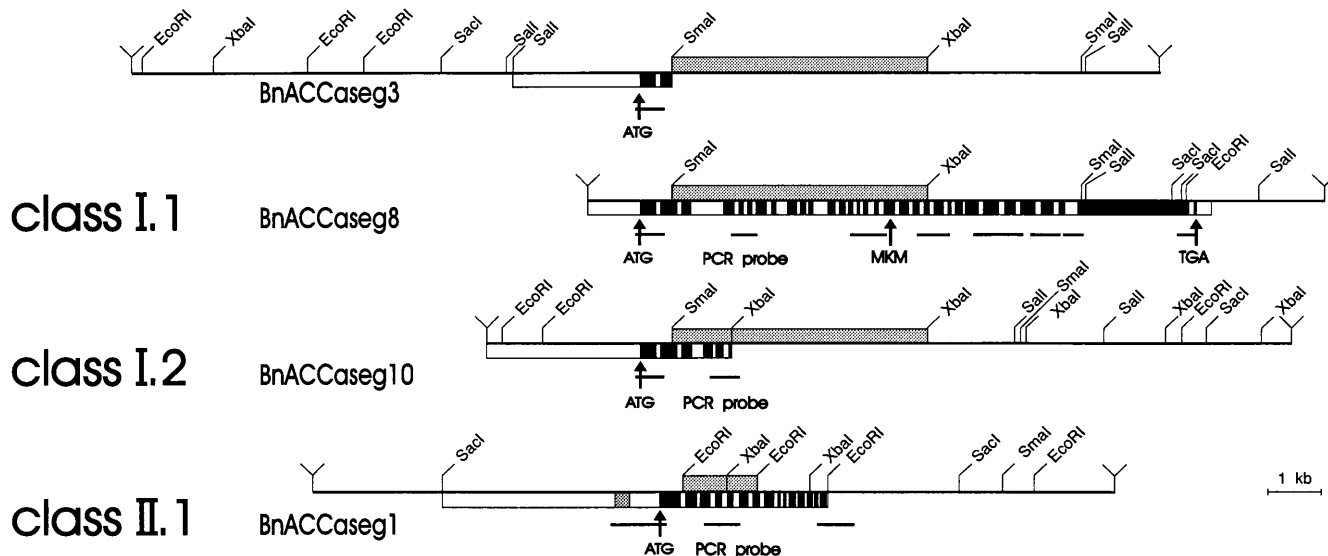 EcoRI XbaI EcoRI EcoRI SacI SalI SalI SmaI XbaI SmaI SalI
BnACCaseg3
ATG
SmaI XbaI SmaI SalI SacI SacI EcoRI SalI
class I.1 BnACCaseg8
ATG PCR probe MKM TGA
EcoRI EcoRI SmaI XbaI XbaI SalI SmaI XbaI SalI XbaI EcoRI SacI XbaI
class I.2 BnACCaseg10
ATG PCR probe
SacI EcoRI XbaI EcoRI XbaI EcoRI SacI SmaI EcoRI
1 kb
class II.1 BnACCaseg1
ATG PCR probe